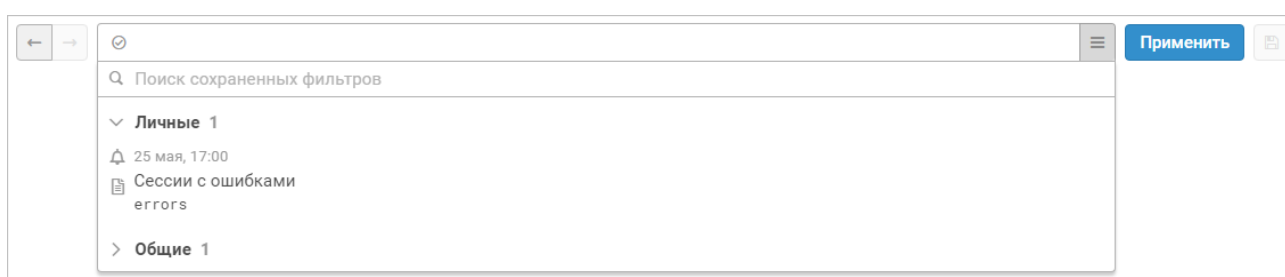 Применить
Поиск сохраненных фильтров
Личные 1
25 мая, 17:00
Сессии с ошибками
errors
Общие 1